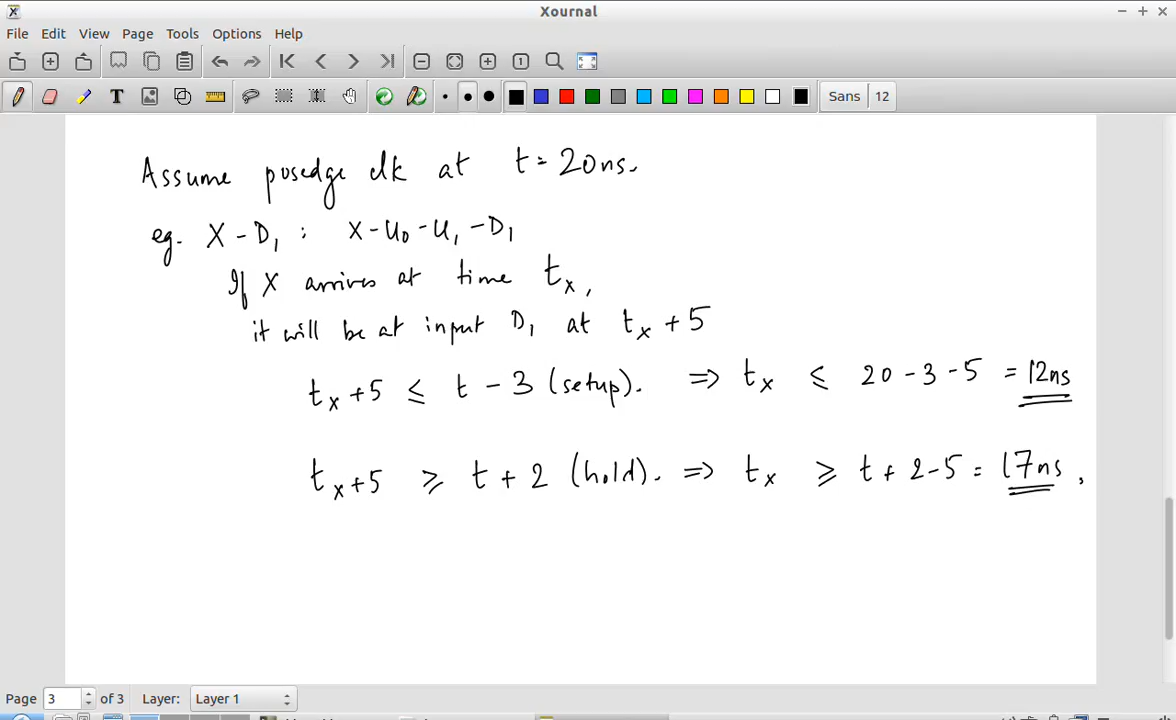 Xournal
File Edit View Page Tools Options Help
Sans 12
Assume posedge clk at t = 20ns.
eg. X - D₁ : X - U₀ - U₁ - D₁
If X arrives at time tₓ,
it will be at input D₁ at tₓ + 5
tₓ + 5 ≤ t - 3 (setup). ⇒ tₓ ≤ 20 - 3 - 5 = 12ns
tₓ + 5 ≥ t + 2 (hold). ⇒ tₓ ≥ t + 2 - 5 = 17ns,
Page 3 of 3 Layer: Layer 1